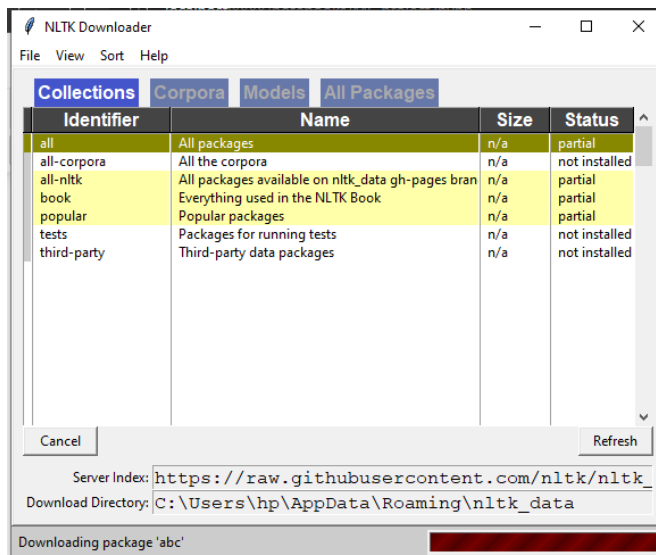 NLTK Downloader
File View Sort Help
Collections Corpora Models All Packages
Identifier Name Size Status
all All packages n/a partial
all-corpora All the corpora n/a not installed
all-nltk All packages available on nltk_data gh-pages bran n/a partial
book Everything used in the NLTK Book n/a partial
popular Popular packages n/a partial
tests Packages for running tests n/a not installed
third-party Third-party data packages n/a not installed
Cancel Refresh
Server Index: https://raw.githubusercontent.com/nltk/nltk_
Download Directory: C:\Users\hp\AppData\Roaming\nltk_data
Downloading package 'abc'